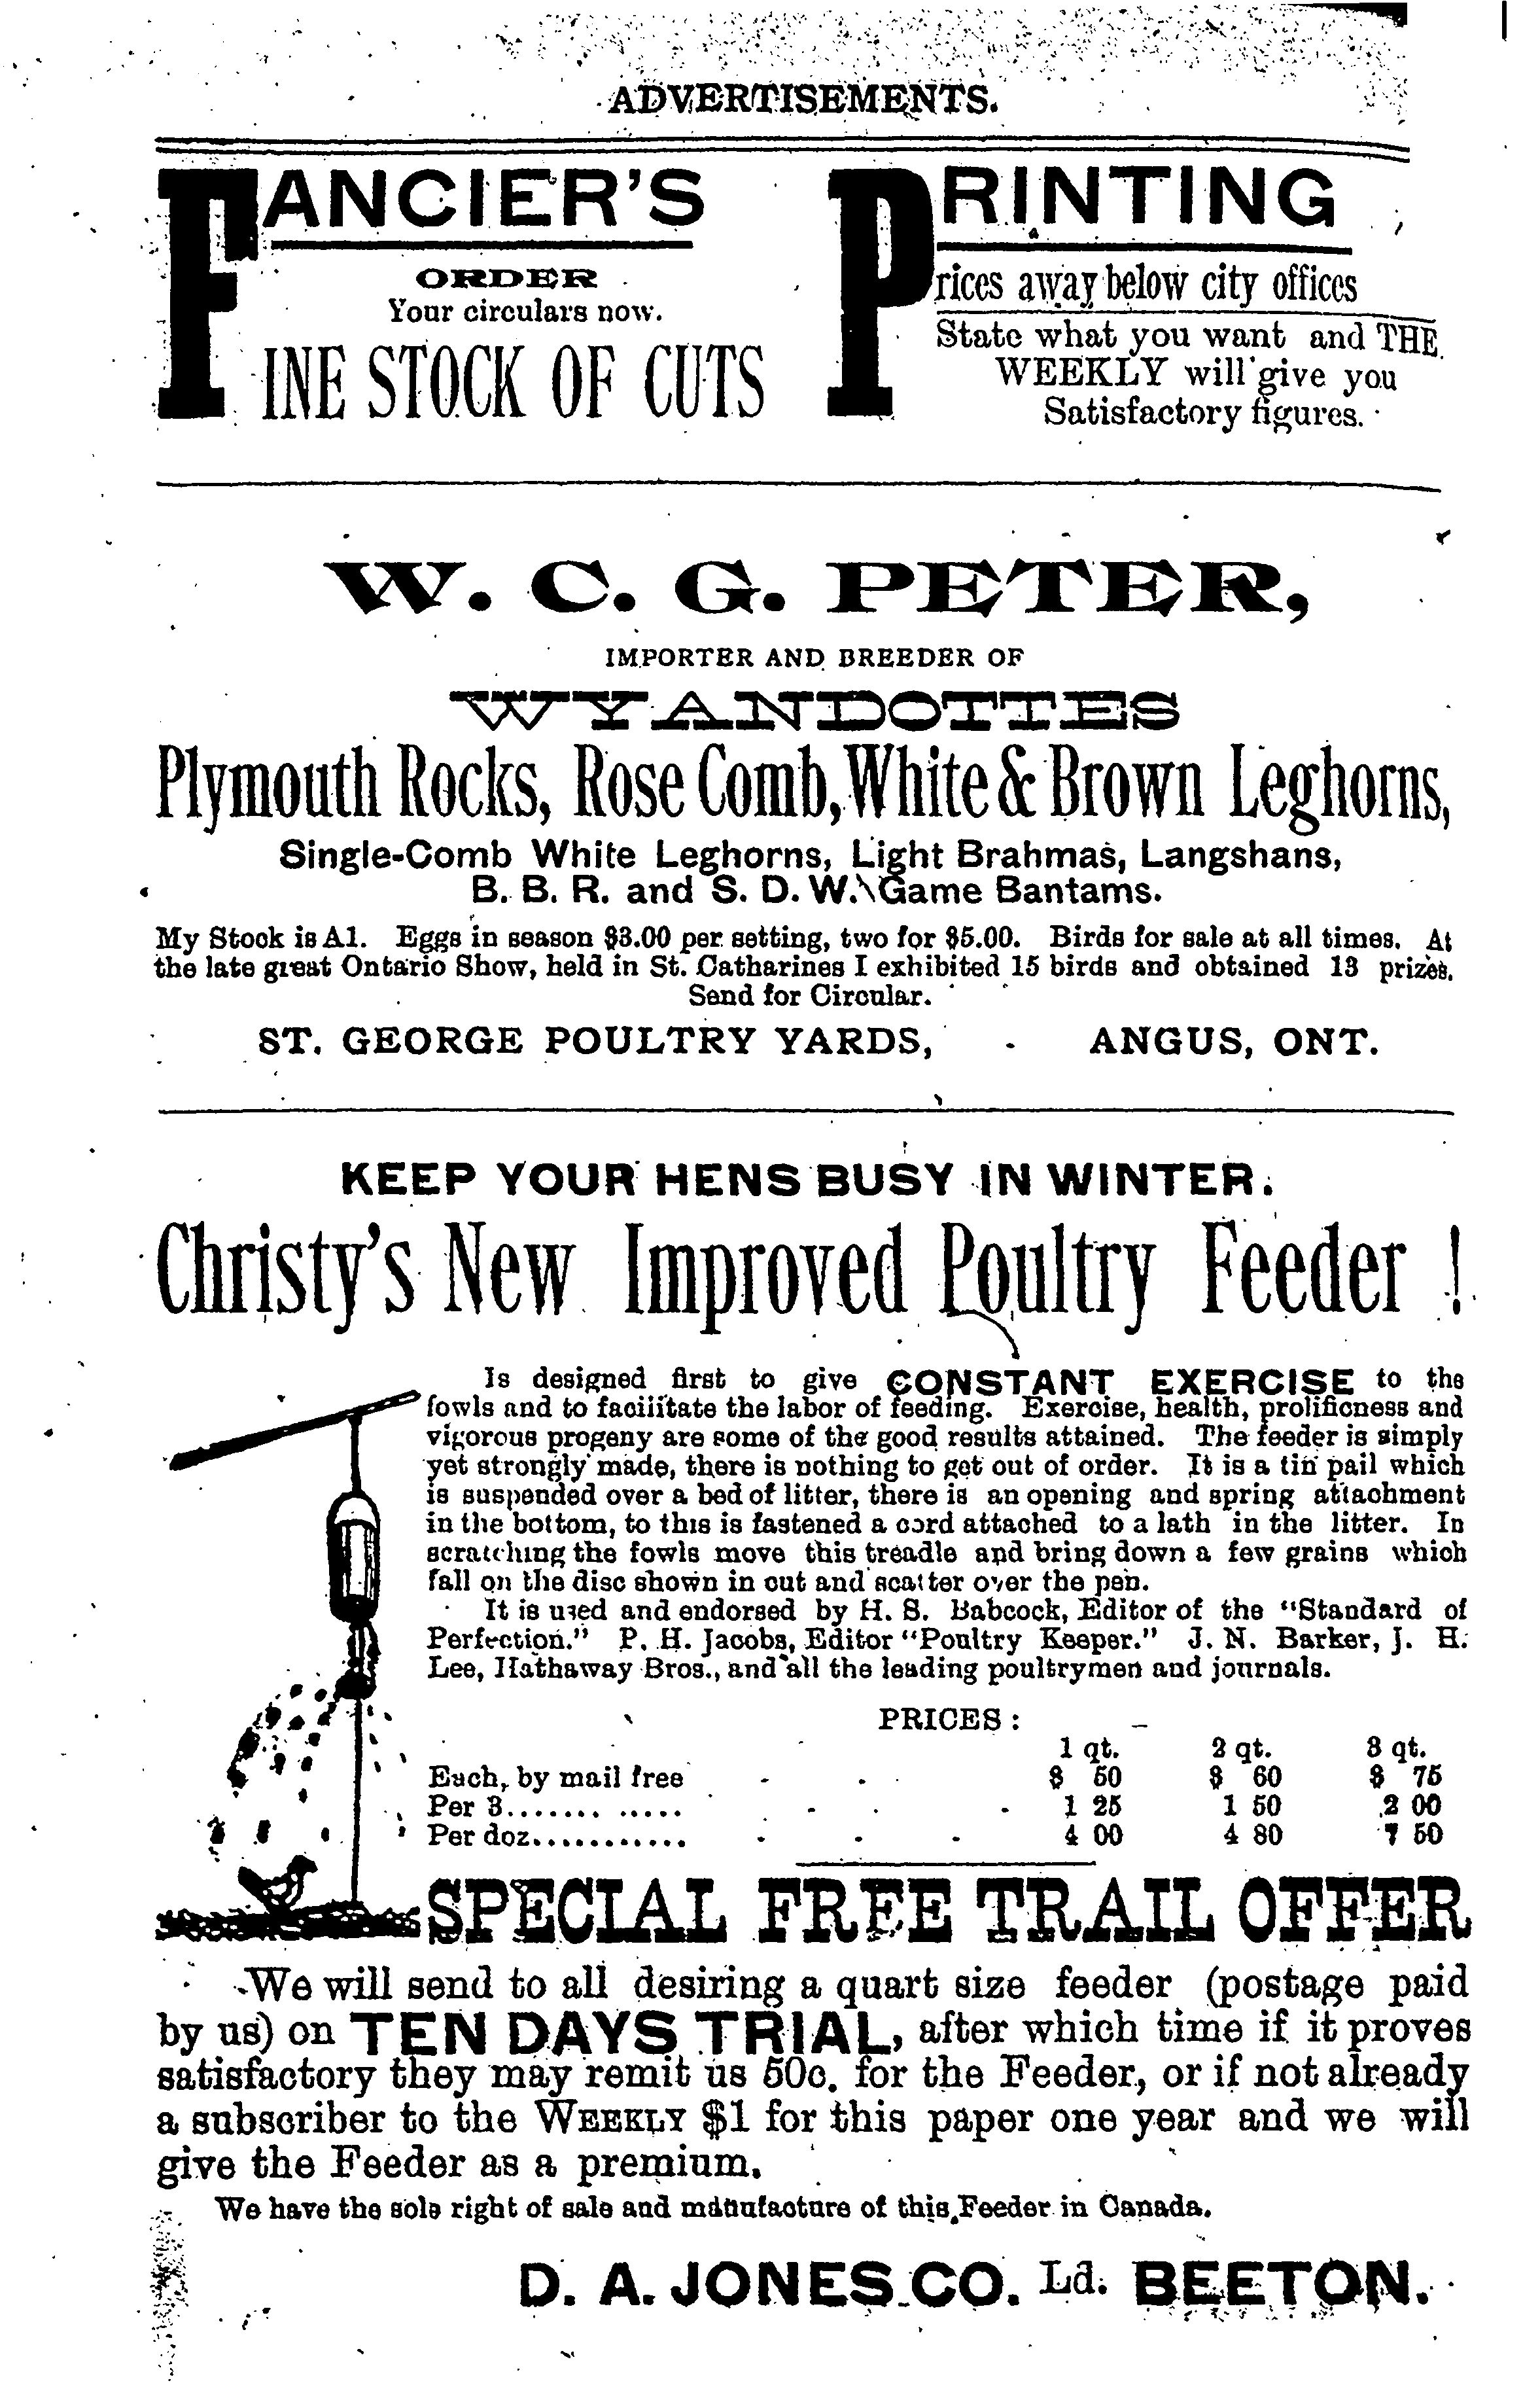 ADVERTISEMENTS.
FANCIER'S PRINTING
ORDER
Your circulars now.
FINE STOCK OF CUTS
Prices away below city offices
State what you want and THE
WEEKLY will give you
Satisfactory figures.
W. C. G. PETER,
IMPORTER AND BREEDER OF
WYANDOTTES
Plymouth Rocks, Rose Comb, White & Brown Leghorns,
Single-Comb White Leghorns, Light Brahmas, Langshans,
B. B. R. and S. D. W. Game Bantams.
My Stock is A1. Eggs in season $3.00 per setting, two for $5.00. Birds for sale at all times. At
the late great Ontario Show, held in St. Catharines I exhibited 15 birds and obtained 13 prizes.
Send for Circular.
ST. GEORGE POULTRY YARDS, - ANGUS, ONT.
KEEP YOUR HENS BUSY IN WINTER.
Christy's New Improved Poultry Feeder !
Is designed first to give CONSTANT EXERCISE to the
fowls and to facilitate the labor of feeding. Exercise, health, prolificness and
vigorous progeny are some of the good results attained. The feeder is simply
yet strongly made, there is nothing to get out of order. It is a tin pail which
is suspended over a bed of litter, there is an opening and spring attachment
in the bottom, to this is fastened a cord attached to a lath in the litter. In
scratching the fowls move this treadle and bring down a few grains which
fall on the disc shown in cut and scatter over the pen.
It is used and endorsed by H. S. Babcock, Editor of the "Standard of
Perfection." P. H. Jacobs, Editor "Poultry Keeper." J. N. Barker, J. H.
Lee, Hathaway Bros., and all the leading poultrymen and journals.
PRICES :
1 qt. 2 qt. 3 qt.
Each, by mail free - - $ 50 $ 60 $ 75
Per 3....... ..... - - - 1 25 1 50 2 00
Per doz............ - - - 4 00 4 80 7 50
SPECIAL FREE TRAIL OFFER
We will send to all desiring a quart size feeder (postage paid
by us) on TEN DAYS TRIAL, after which time if it proves
satisfactory they may remit us 50c. for the Feeder, or if not already
a subscriber to the WEEKLY $1 for this paper one year and we will
give the Feeder as a premium.
We have the sole right of sale and manufacture of this Feeder in Canada.
D. A. JONES CO. Ld. BEETON.